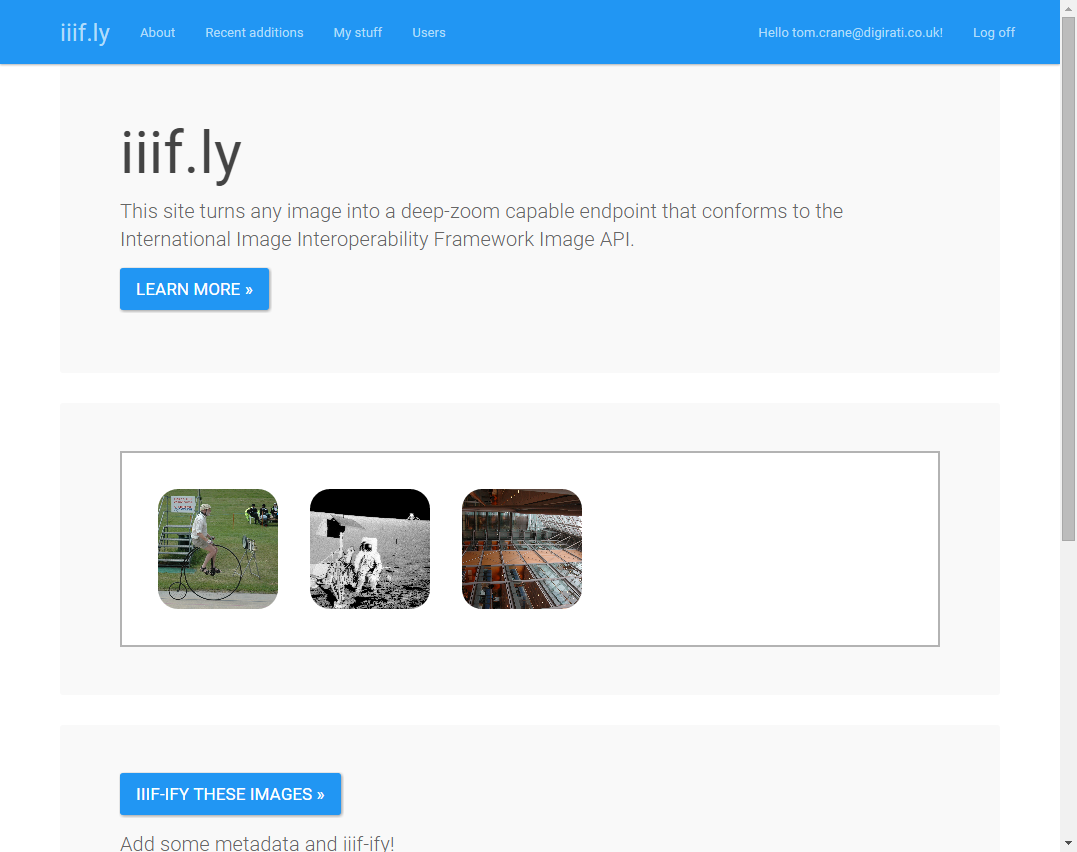 iiif.ly About Recent additions My stuff Users Hello tom.crane@digirati.co.uk! Log off
iiif.ly
This site turns any image into a deep-zoom capable endpoint that conforms to the
International Image Interoperability Framework Image API.
LEARN MORE »
IIIF-IFY THESE IMAGES »
Add some metadata and iiif-ify!